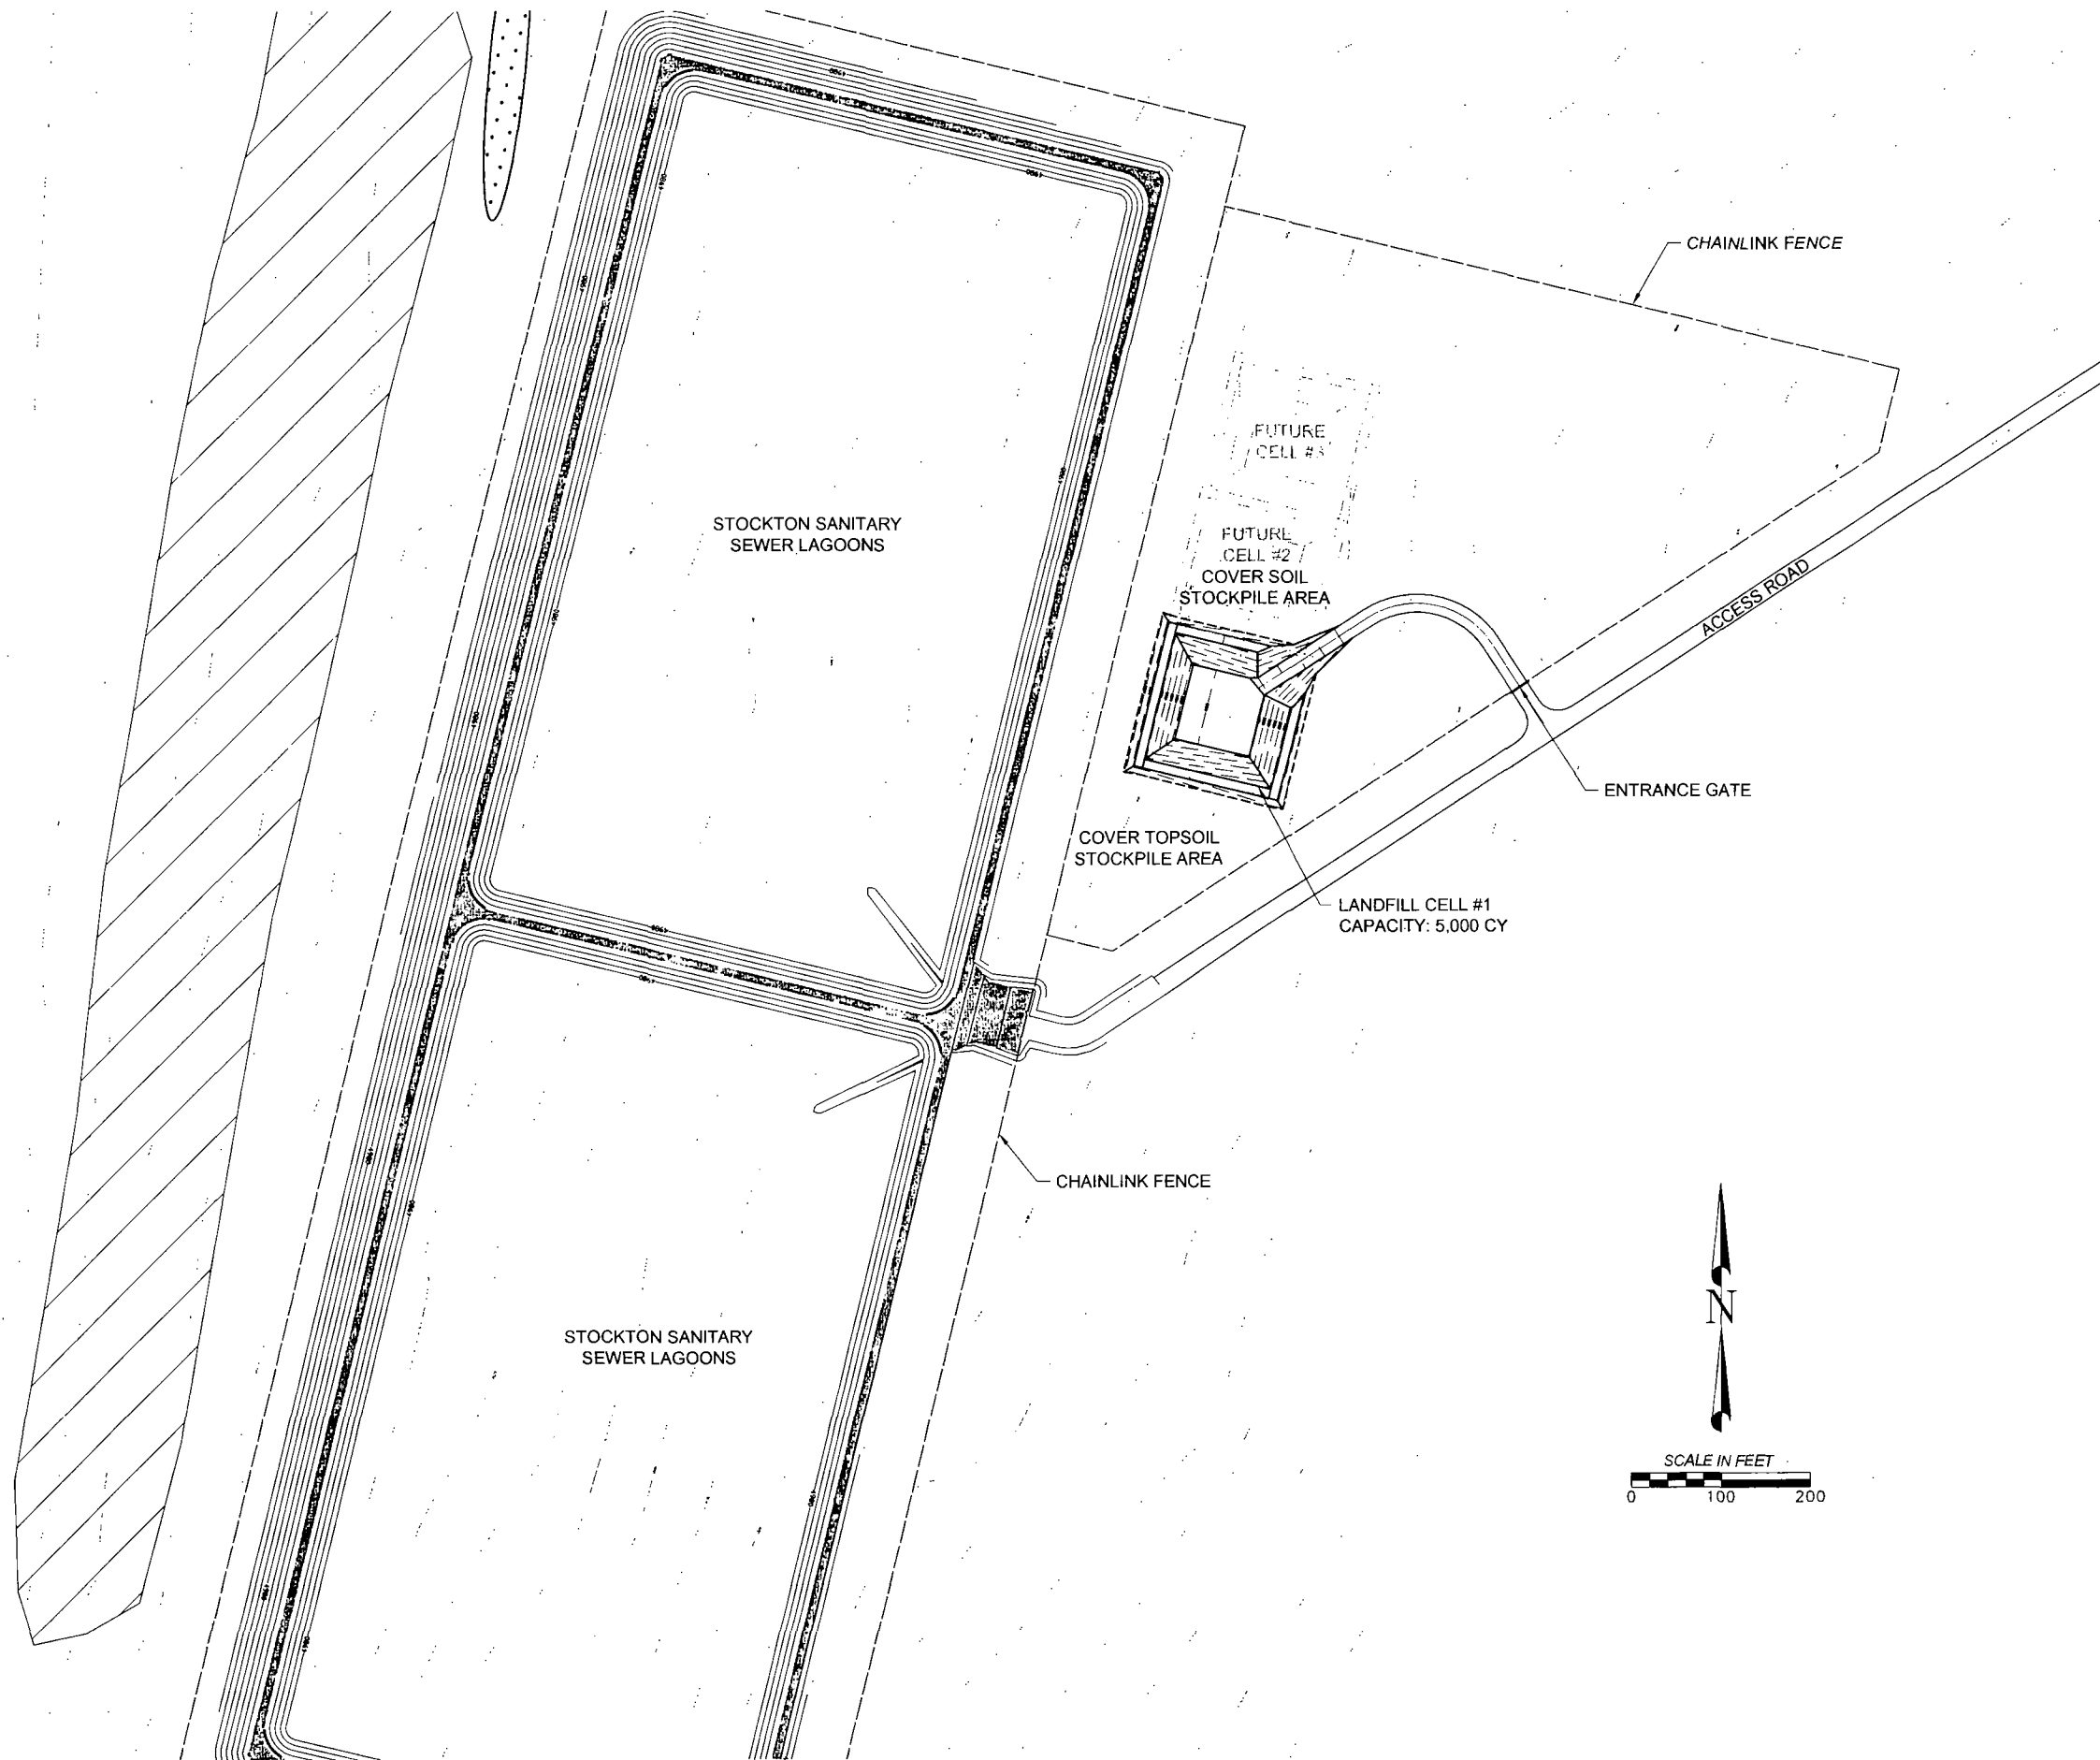 CHAINLINK FENCE
FUTURE
CELL #3
STOCKTON SANITARY
SEWER LAGOONS
FUTURE
CELL #2
COVER SOIL
STOCKPILE AREA
ACCESS ROAD
ENTRANCE GATE
COVER TOPSOIL
STOCKPILE AREA
LANDFILL CELL #1
CAPACITY: 5,000 CY
CHAINLINK FENCE
STOCKTON SANITARY
SEWER LAGOONS
N
SCALE IN FEET
0 100 200